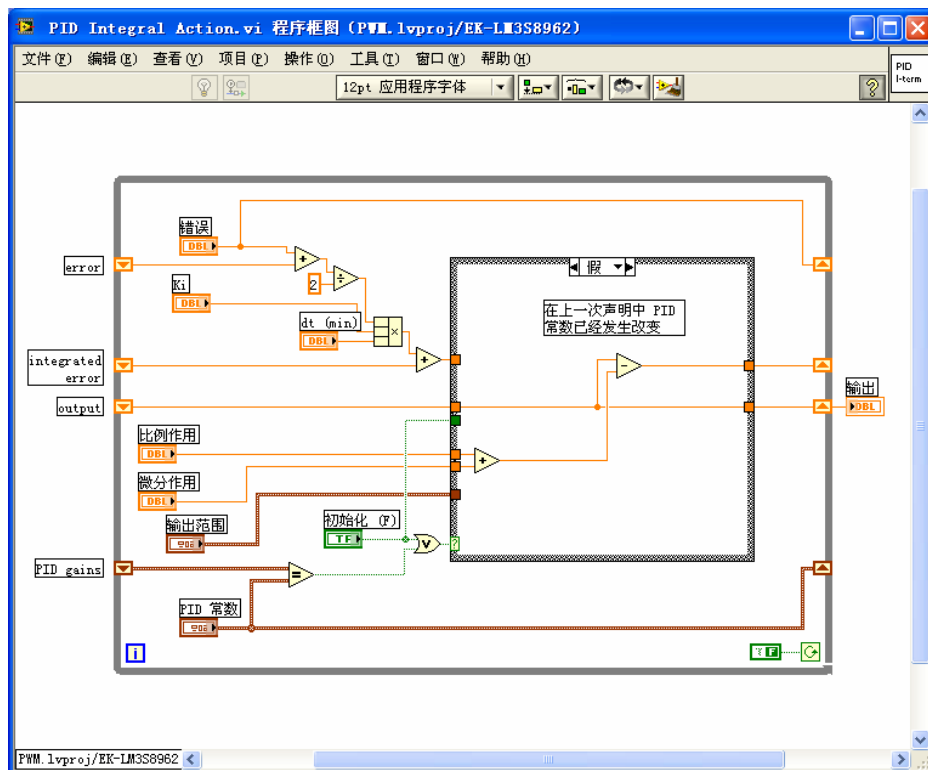 PID Integral Action.vi 程序框图 (PWM.lvproj/EK-LM3S8962)
文件(F) 编辑(E) 查看(V) 项目(P) 操作(O) 工具(T) 窗口(W) 帮助(H)
PID
I-term
12pt 应用程序字体
?
错误
DBL
error
Ki
DBL
2
dt (min)
DBL
假
在上一次声明中 PID
常数已经发生改变
integrated
error
output
输出
DBL
比例作用
DBL
微分作用
DBL
输出范围
初始化 (F)
TF
?
PID gains
PID 常数
i
F
PWM.lvproj/EK-LM3S8962